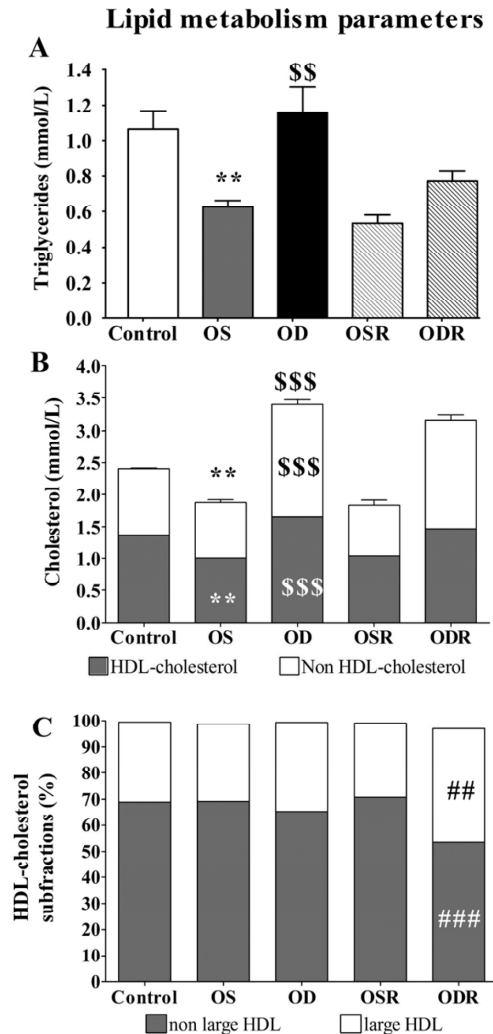 Lipid metabolism parameters
A
Triglycerides (mmol/L)
1.4
1.2
1.0
0.8
0.6
0.4
0.2
0.0
**
$$
Control OS OD OSR ODR
B
Cholesterol (mmol/L)
4.0
3.5
3.0
2.5
2.0
1.5
1.0
0.5
0.0
$$$
** $$$
** $$$
Control OS OD OSR ODR
HDL-cholesterol Non HDL-cholesterol
C
HDL-cholesterol
subfractions (%)
100
90
80
70
60
50
40
30
20
10
0
##
###
Control OS OD OSR ODR
non large HDL large HDL